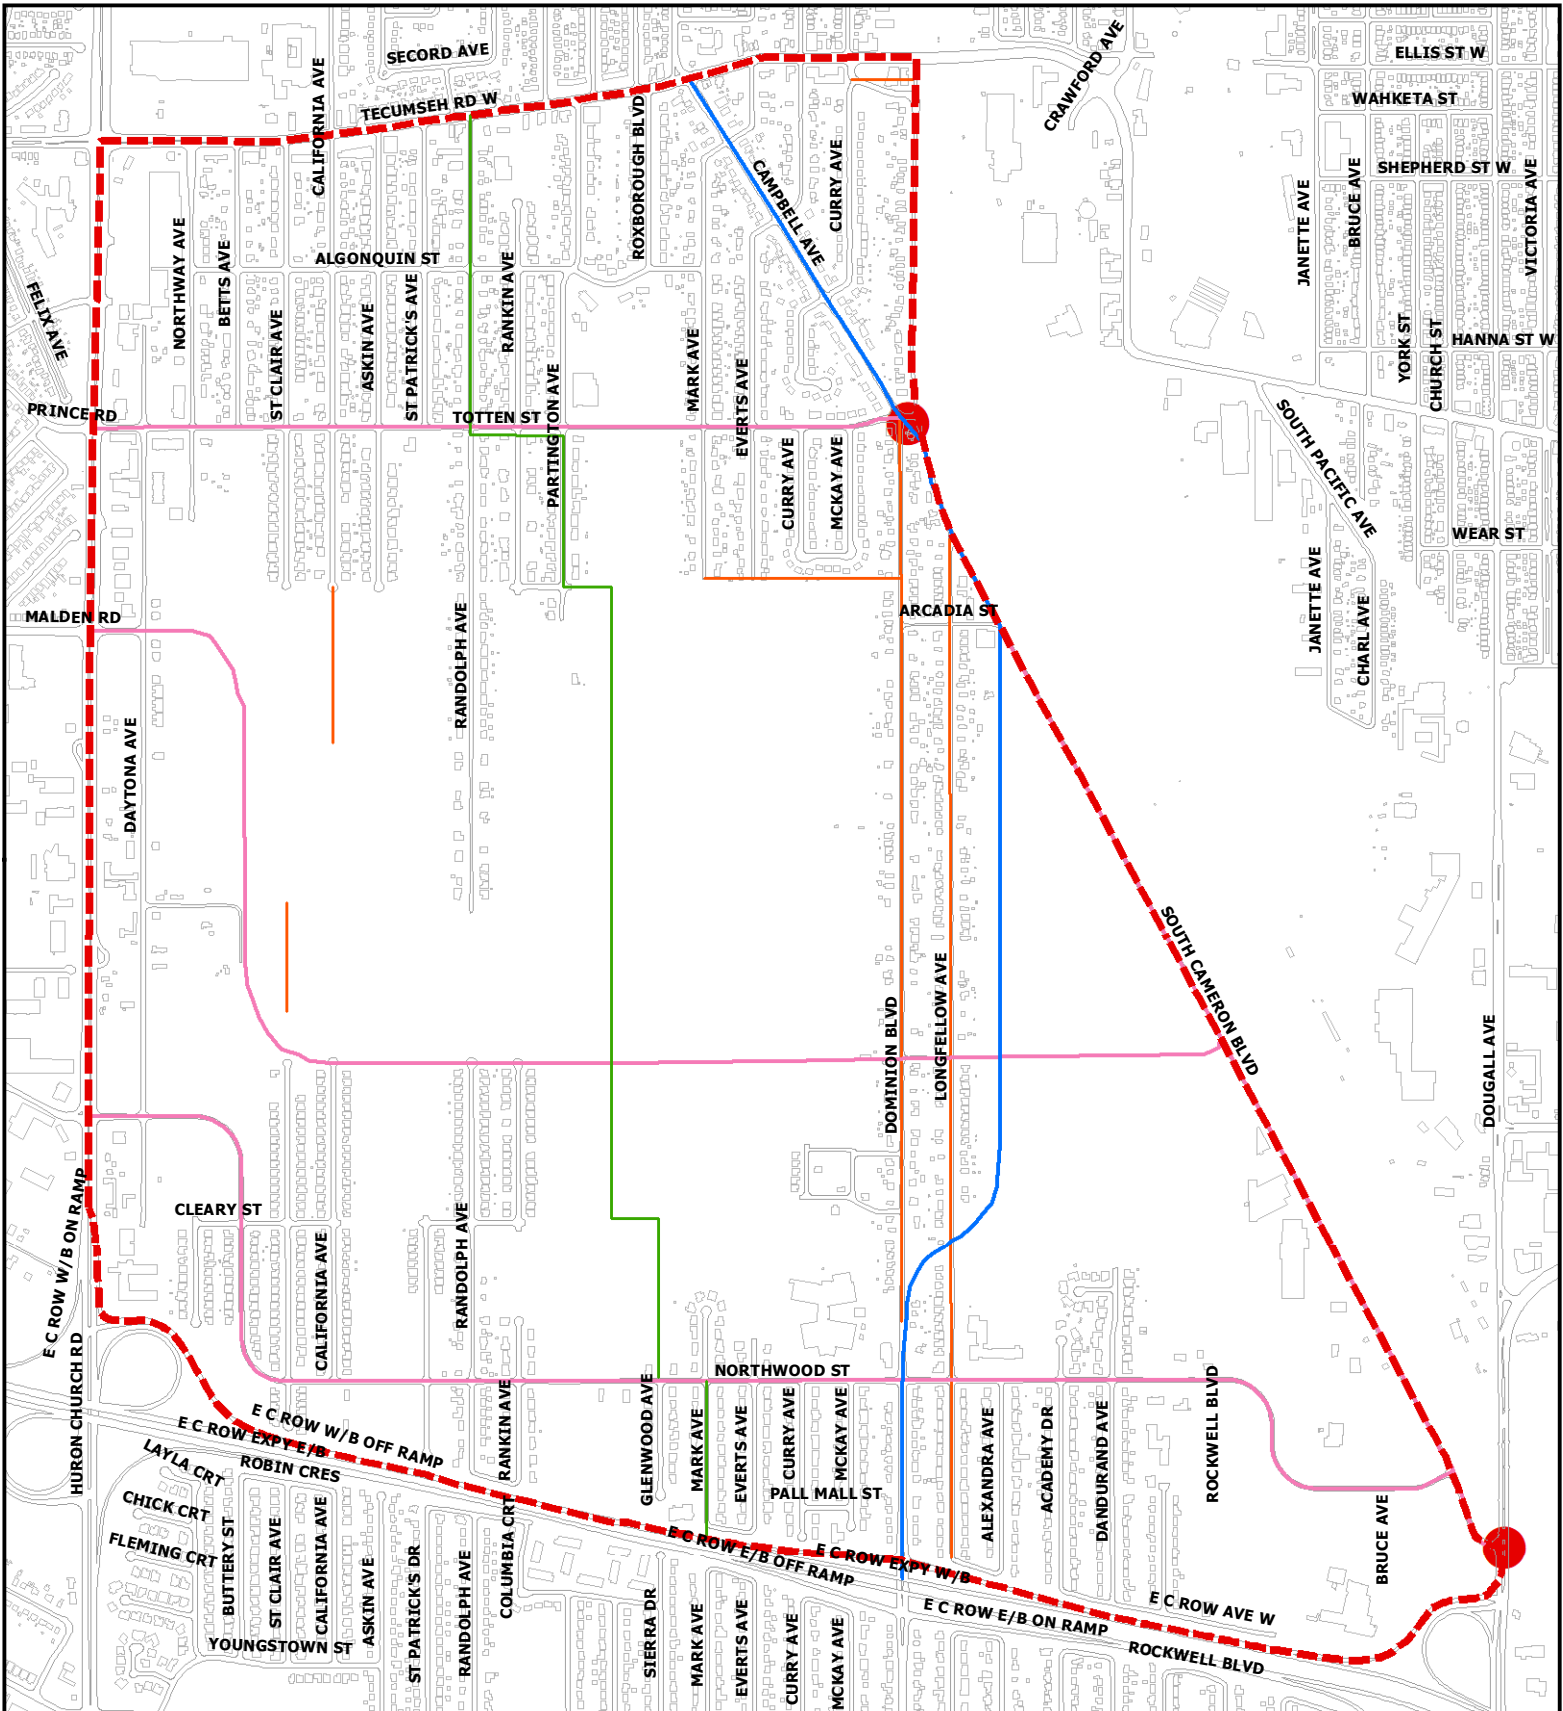 SECORD AVE
ELLIS ST W
CRAWFORD AVE
WAHKETA ST
TECUMSEH RD W
CALIFORNIA AVE
ROXBOROUGH BLVD
CURRY AVE
CAMPBELL AVE
SHEPHERD ST W
BRUCE AVE
JANETTE AVE
VICTORIA AVE
NORTHWAY AVE
BETTS AVE
ALGONQUIN ST
RANKIN AVE
FELIX AVE
ST CLAIR AVE
ASKIN AVE
ST PATRICK'S AVE
MARK AVE
EVERTS AVE
YORK ST
CHURCH ST
HANNA ST W
PRINCE RD
TOTTEN ST
PARTINGTON AVE
CURRY AVE
MCKAY AVE
SOUTH PACIFIC AVE
WEAR ST
MALDEN RD
ARCADIA ST
JANETTE AVE
CHARL AVE
RANDOLPH AVE
DAYTONA AVE
SOUTH CAMERON BLVD
DOMINION BLVD
LONGFELLOW AVE
DOUGALL AVE
E C ROW W/B ON RAMP
CLEARY ST
CALIFORNIA AVE
RANDOLPH AVE
HURON CHURCH RD
NORTHWOOD ST
E C ROW W/B OFF RAMP
E C ROW EXPY E/B
RANKIN AVE
GLENWOOD AVE
MARK AVE
EVERTS AVE
CURRY AVE
MCKAY AVE
ALEXANDRA AVE
ACADEMY DR
DANDURAND AVE
ROCKWELL BLVD
LAYLA CRT
ROBIN CRES
CHICK CRT
PALL MALL ST
FLEMING CRT
BUTTERY ST
ST CLAIR AVE
CALIFORNIA AVE
ASKIN AVE
ST PATRICK'S DR
RANDOLPH AVE
COLUMBIA CRT
E C ROW E/B OFF RAMP
E C ROW EXPY W/B
BRUCE AVE
E C ROW AVE W
E C ROW E/B ON RAMP
YOUNGSTOWN ST
SIERRA DR
MARK AVE
EVERTS AVE
CURRY AVE
MCKAY AVE
ROCKWELL BLVD